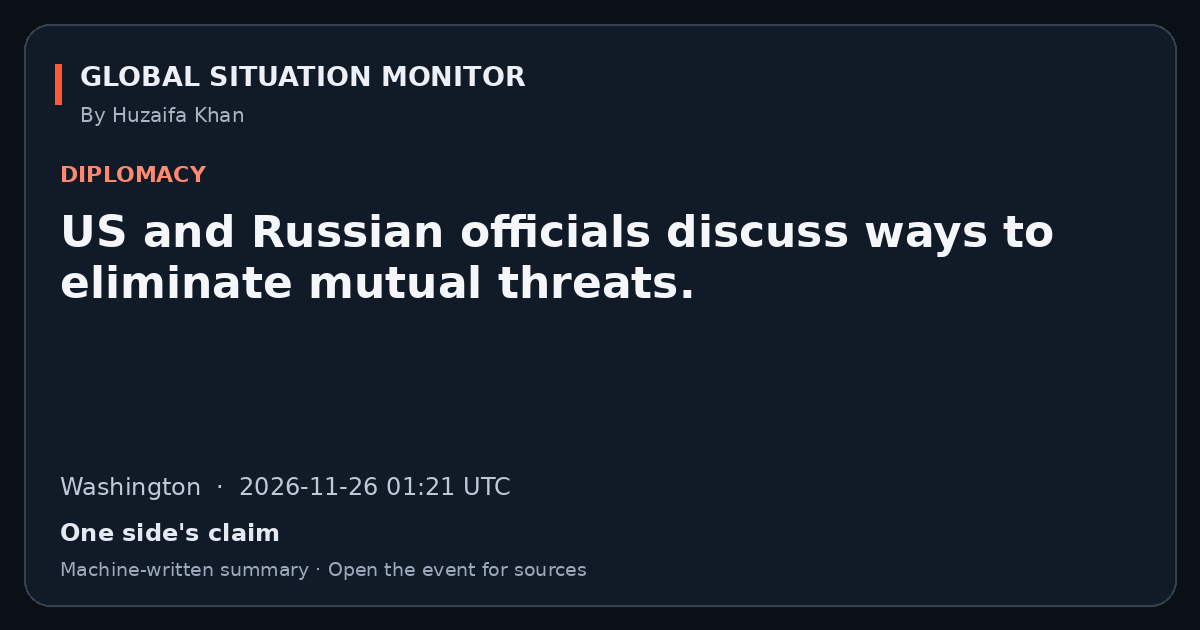 GLOBAL SITUATION MONITOR
By Huzaifa Khan
DIPLOMACY
US and Russian officials discuss ways to
eliminate mutual threats.
Washington · 2026-11-26 01:21 UTC
One side's claim
Machine-written summary · Open the event for sources